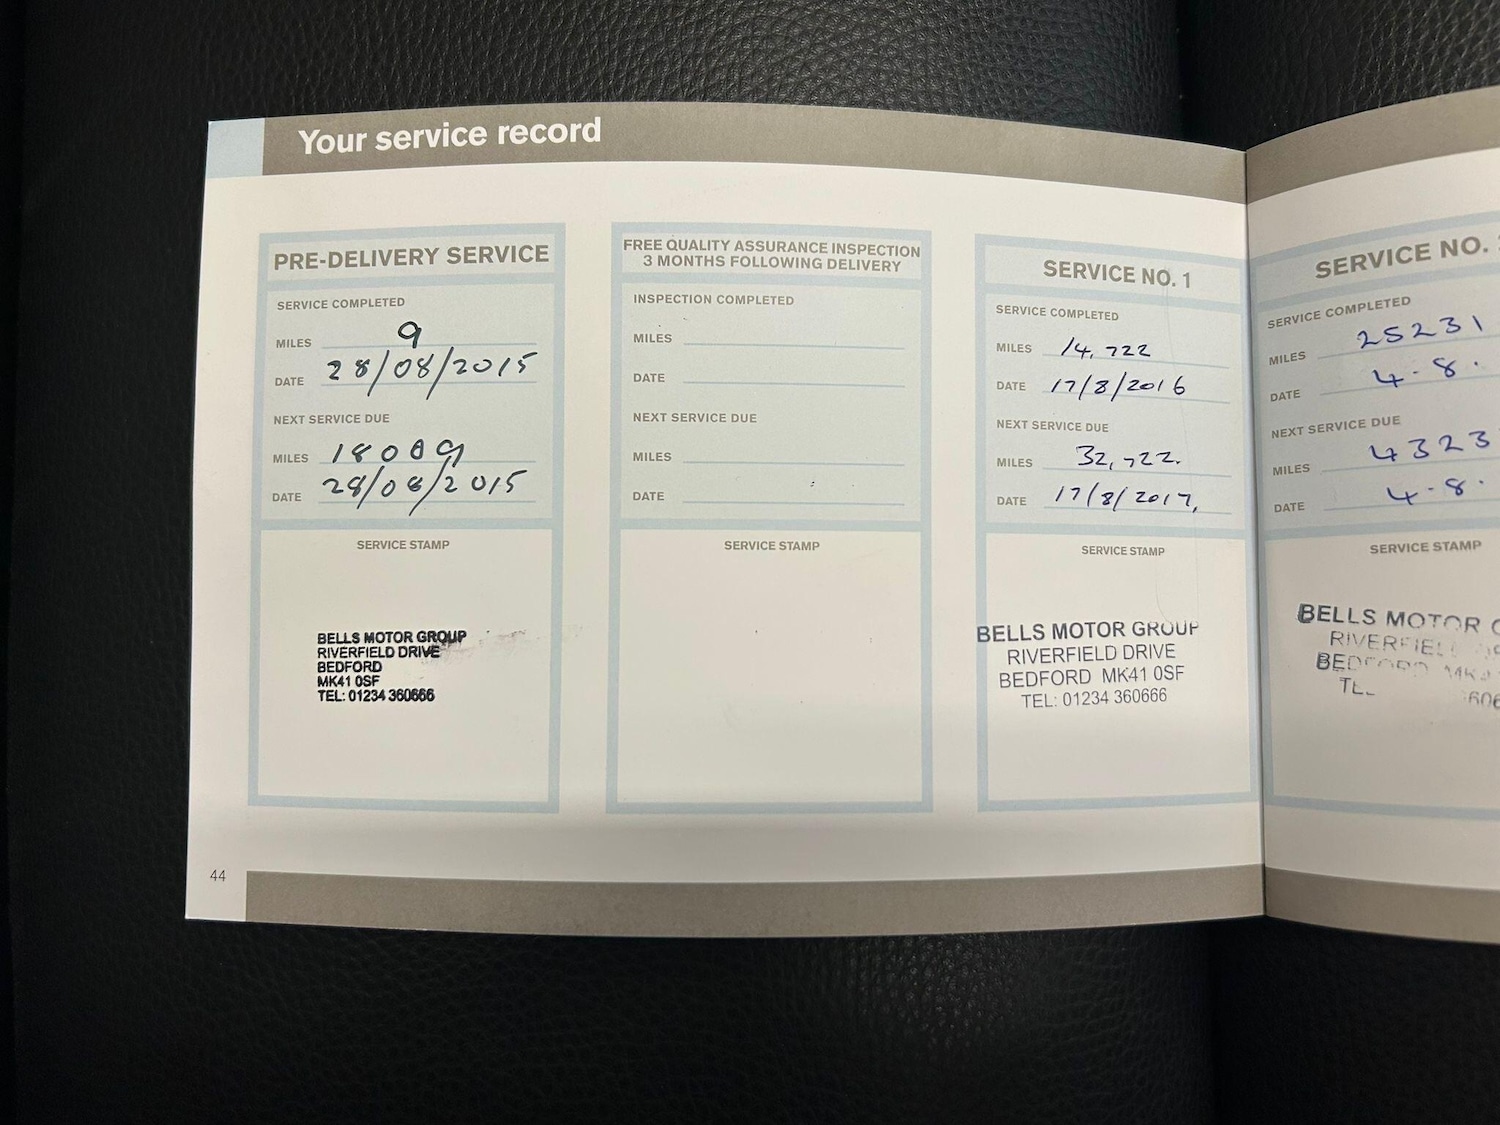 Your service record
PRE-DELIVERY SERVICE
SERVICE COMPLETED
MILES 9
DATE 28/08/2015
NEXT SERVICE DUE
MILES 18009
DATE 28/08/2015
SERVICE STAMP
BELLS MOTOR GROUP
RIVERFIELD DRIVE
BEDFORD
MK41 0SF
TEL: 01234 360666
FREE QUALITY ASSURANCE INSPECTION
3 MONTHS FOLLOWING DELIVERY
INSPECTION COMPLETED
MILES
DATE
NEXT SERVICE DUE
MILES
DATE
SERVICE STAMP
SERVICE NO. 1
SERVICE COMPLETED
MILES 14,722
DATE 17/8/2016
NEXT SERVICE DUE
MILES 32,722.
DATE 17/8/2017,
SERVICE STAMP
BELLS MOTOR GROUP
RIVERFIELD DRIVE
BEDFORD MK41 0SF
TEL: 01234 360666
SERVICE NO.
SERVICE COMPLETED
MILES 25231
DATE 4.8.
NEXT SERVICE DUE
MILES 4323
DATE 4.8.
SERVICE STAMP
BELLS MOTOR
44